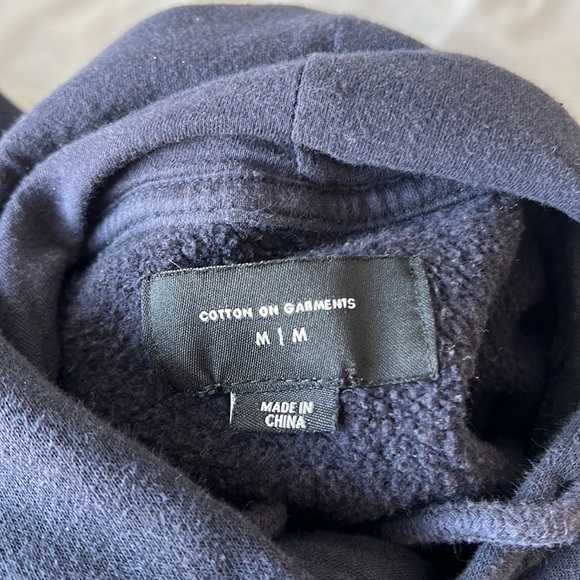 COTTON ON GARMENTS
M | M
MADE IN
CHINA